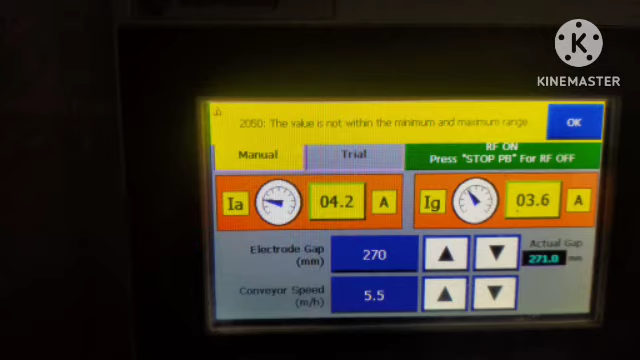 K
KINEMASTER
2050: The value is not within the minimum and maximum range
OK
Manual
Trial
RF ON
Press "STOP PB" For RF OFF
Ia
04.2
A
Ig
03.6
A
Electrode Gap
(mm)
270
Actual Gap
271.0 mm
Conveyor Speed
(m/h)
5.5